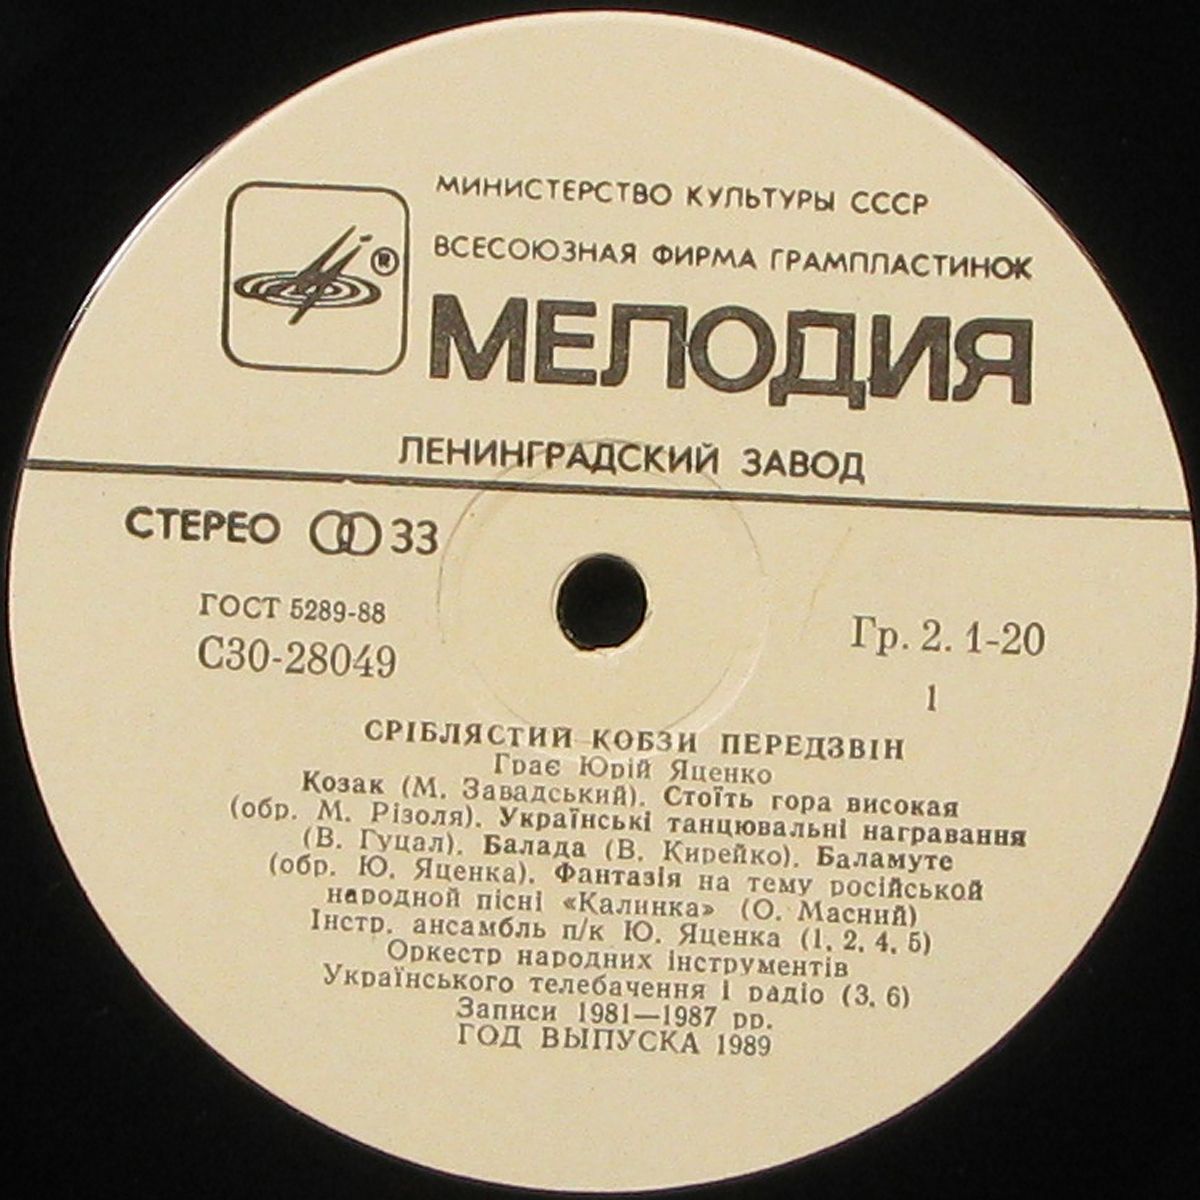 МИНИСТЕРСТВО КУЛЬТУРЫ СССР
ВСЕСОЮЗНАЯ ФИРМА ГРАМПЛАСТИНОК
®
МЕЛОДИЯ
ЛЕНИНГРАДСКИЙ ЗАВОД
СТЕРЕО 33
ГОСТ 5289-88
С30-28049
Гр. 2. 1-20
1
СРІБЛЯСТИЙ КОБЗИ ПЕРЕДЗВІН
Грає Юрій Яценко
Козак (М. Завадський). Стоїть гора високая
(обр. М. Різоля). Українські танцювальні награвання
(В. Гуцал). Балада (В. Кирейко). Баламуте
(обр. Ю. Яценка). Фантазія на тему російської
народной пісні «Калинка» (О. Масний)
Інстр. ансамбль п/к Ю. Яценка (1, 2, 4, 5)
Оркестр народних інструментів
Українського телебачення і радіо (3, 6)
Записи 1981—1987 рр.
ГОД ВЫПУСКА 1989